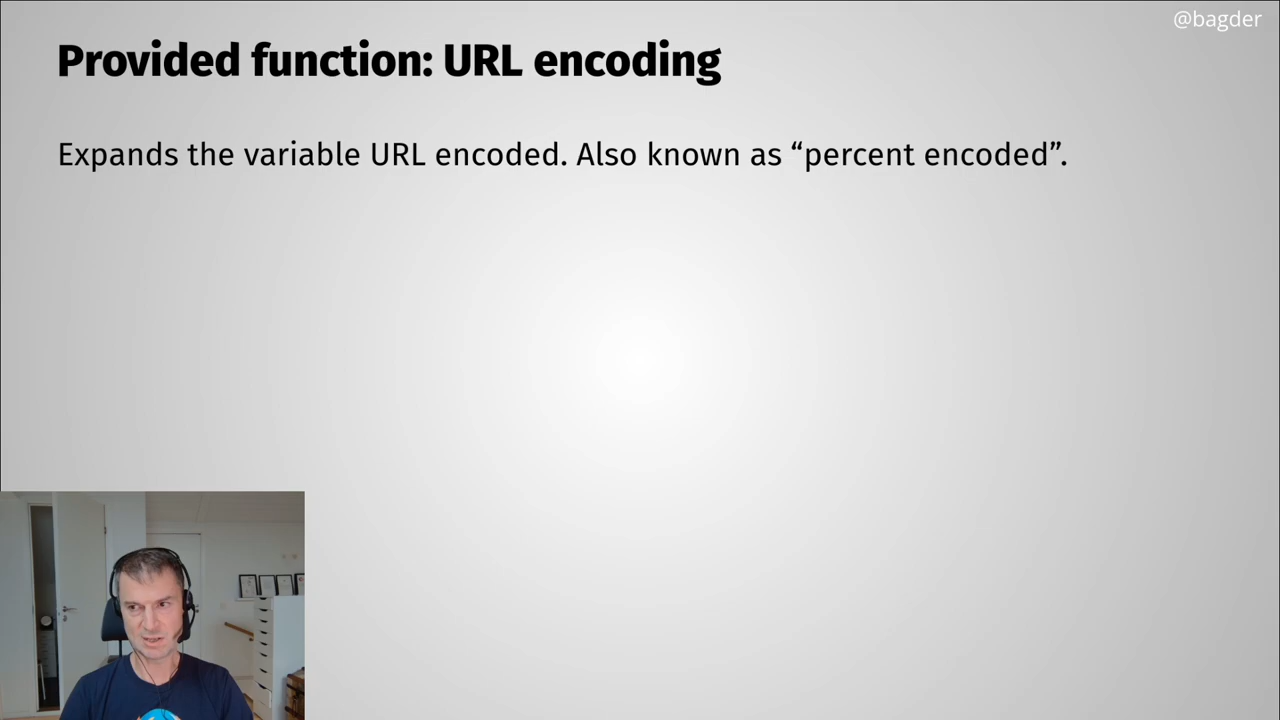 @bagder
Provided function: URL encoding
Expands the variable URL encoded. Also known as “percent encoded”.